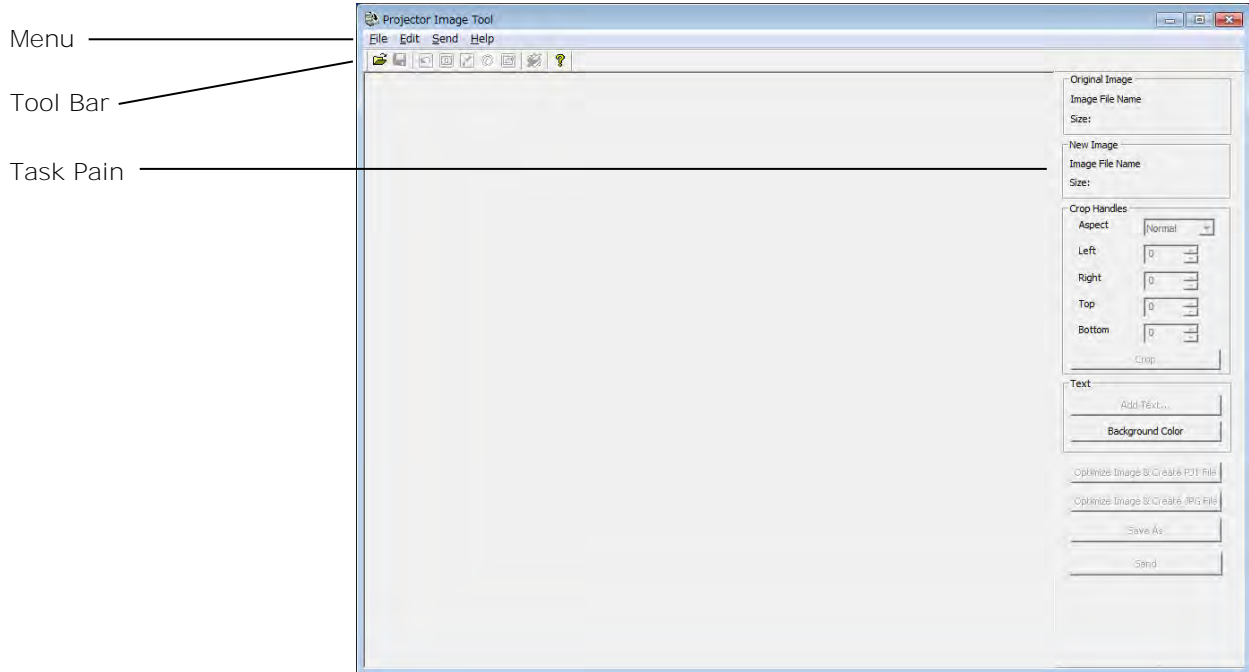 Menu
Tool Bar
Task Pain
Projector Image Tool
File Edit Send Help
Original Image
Image File Name
Size:
New Image
Image File Name
Size:
Crop Handles
Aspect Normal
Left 0
Right 0
Top 0
Bottom 0
Crop
Text
Add Text...
Background Color
Optimize Image & Create PJT File
Optimize Image & Create JPG File
Save As
Send